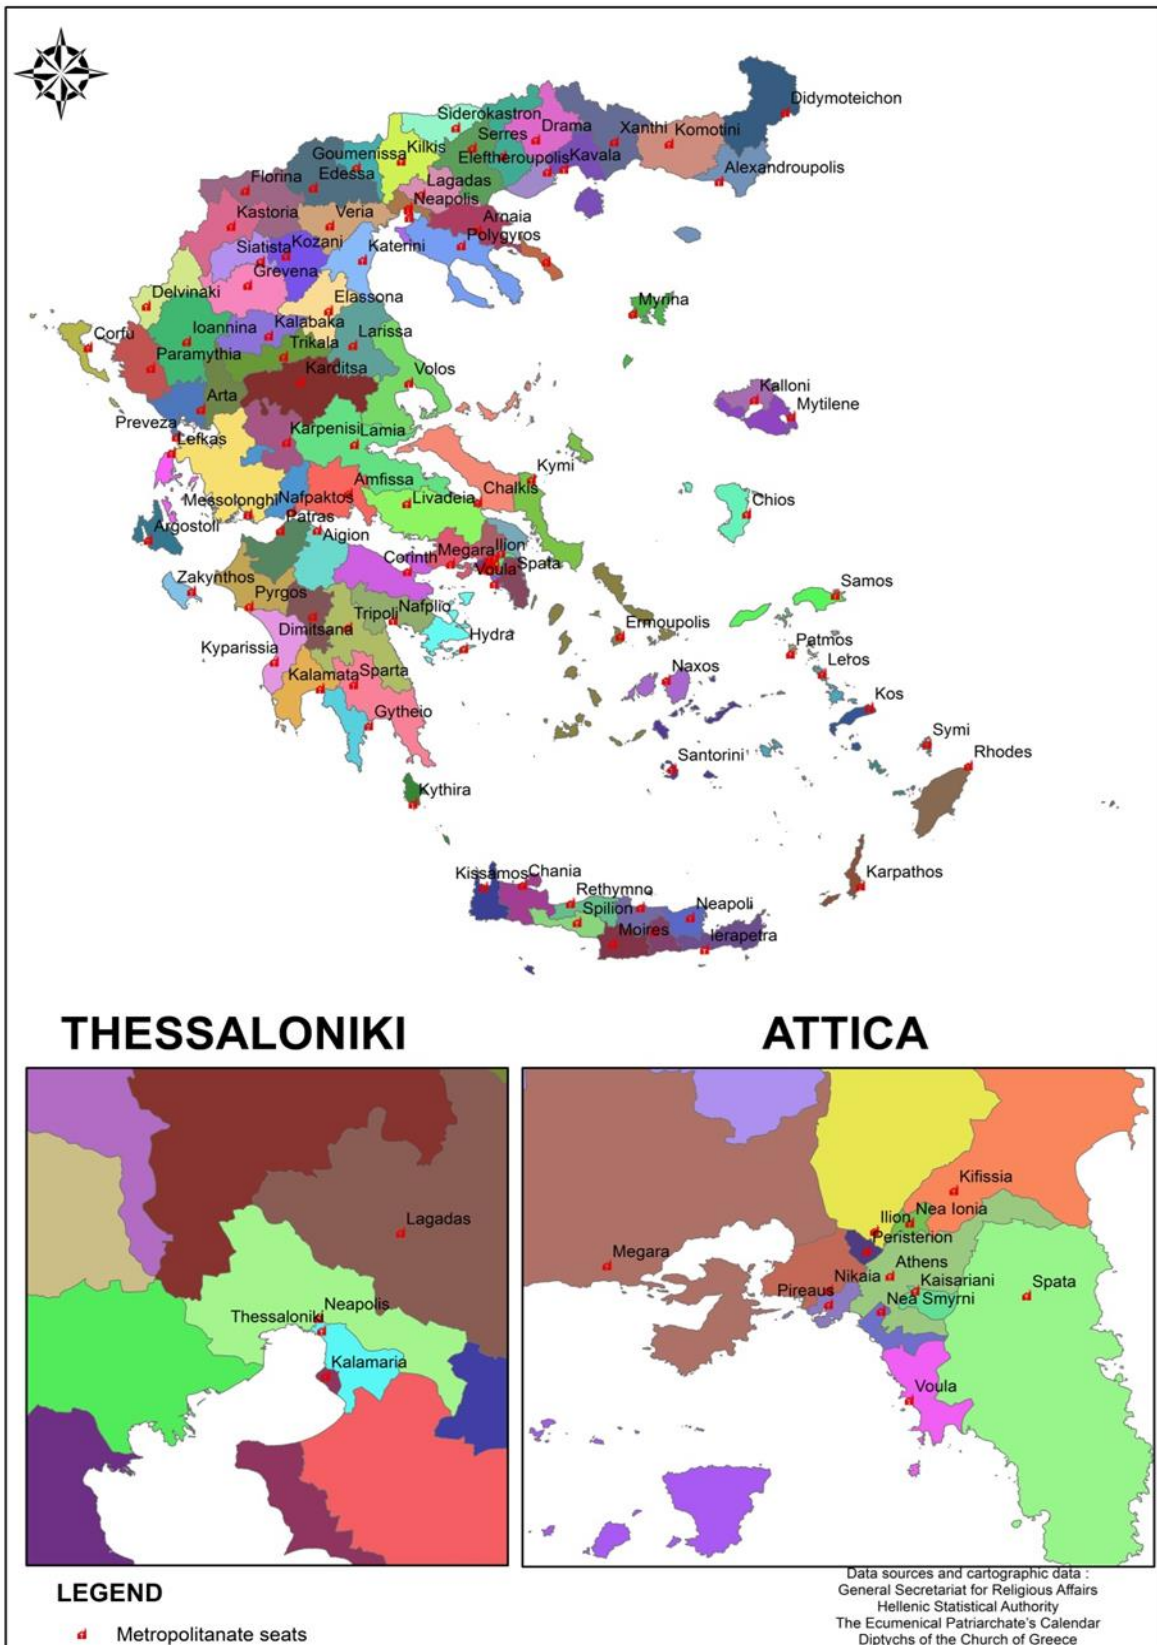 Didymoteichon
Siderokastron
Serres
Drama
Xanthi
Komotini
Goumenissa
Kilkis
Eleftheroupolis
Kavala
Alexandroupolis
Florina
Edessa
Lagadas
Neapolis
Kastoria
Veria
Arnaia
Polygyros
Siatista
Kozani
Katerini
Grevena
Delvinaki
Elassona
Myrina
Corfu
Ioannina
Kalabaka
Larissa
Paramythia
Trikala
Karditsa
Volos
Kalloni
Mytilene
Arta
Preveza
Lefkas
Karpenisi
Lamia
Kymi
Amfissa
Chalkis
Messolonghi
Nafpaktos
Livadeia
Chios
Argostoli
Patras
Aigion
Corinth
Megara
Ilion
Voula
Spata
Zakynthos
Pyrgos
Samos
Dimitsana
Tripoli
Nafplio
Hydra
Ermoupolis
Patmos
Kyparissia
Leros
Kalamata
Sparta
Naxos
Kos
Gytheio
Symi
Santorini
Rhodes
Kythira
Kissamos
Chania
Rethymno
Karpathos
Spilion
Neapoli
Moires
Ierapetra
THESSALONIKI
Lagadas
Thessaloniki
Neapolis
Kalamaria
ATTICA
Kifissia
Nea Ionia
Ilion
Peristerion
Megara
Athens
Nikaia
Kaisariani
Pireaus
Nea Smyrni
Spata
Voula
LEGEND
Metropolitanate seats
Data sources and cartographic data :
General Secretariat for Religious Affairs
Hellenic Statistical Authority
The Ecumenical Patriarchate's Calendar
Diptychs of the Church of Greece